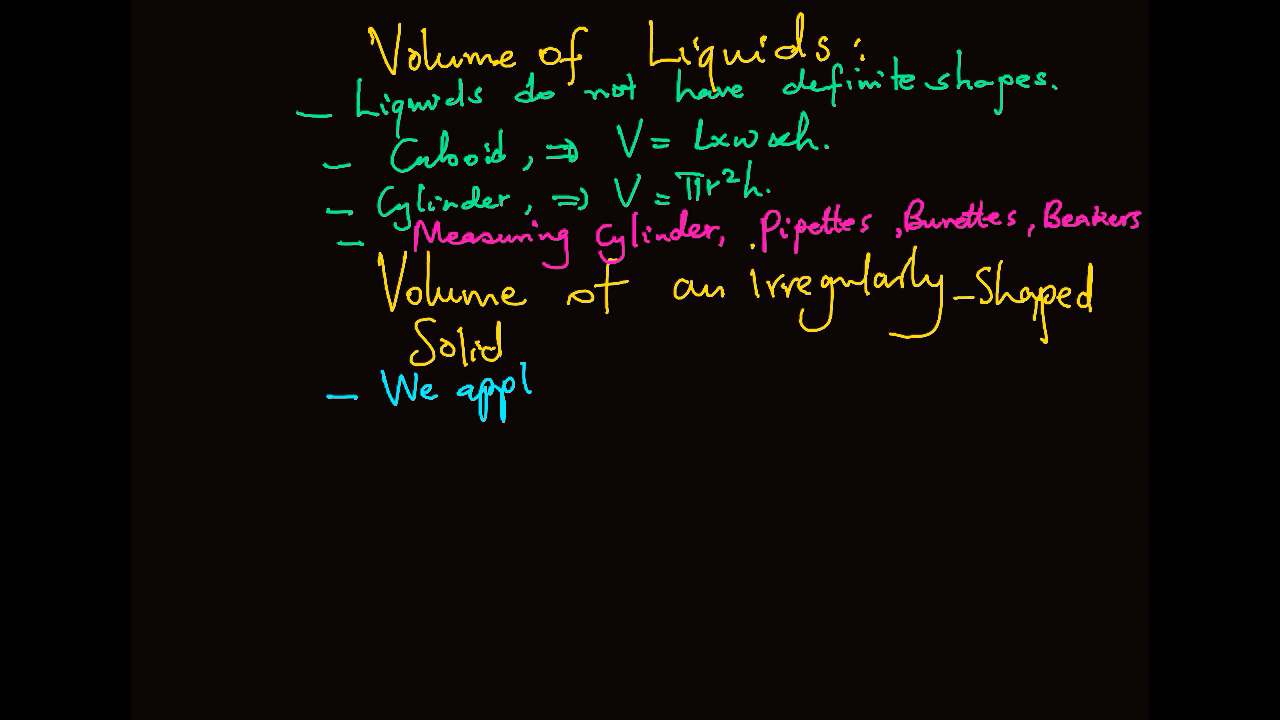 Volume of Liquids:
— Liquids do not have definite shapes.
— Cuboid, ⇒ V = L×w×h.
— Cylinder, ⇒ V = πr²h.
— Measuring Cylinder, Pipettes, Burettes, Beakers
Volume of an irregularly-shaped
Solid
— We appl